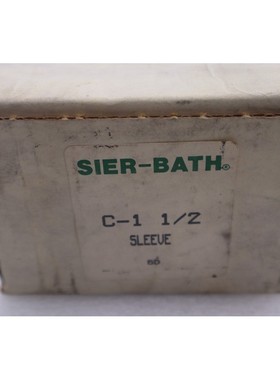 SIER-BATH®
C-1 1/2
SLEEVE